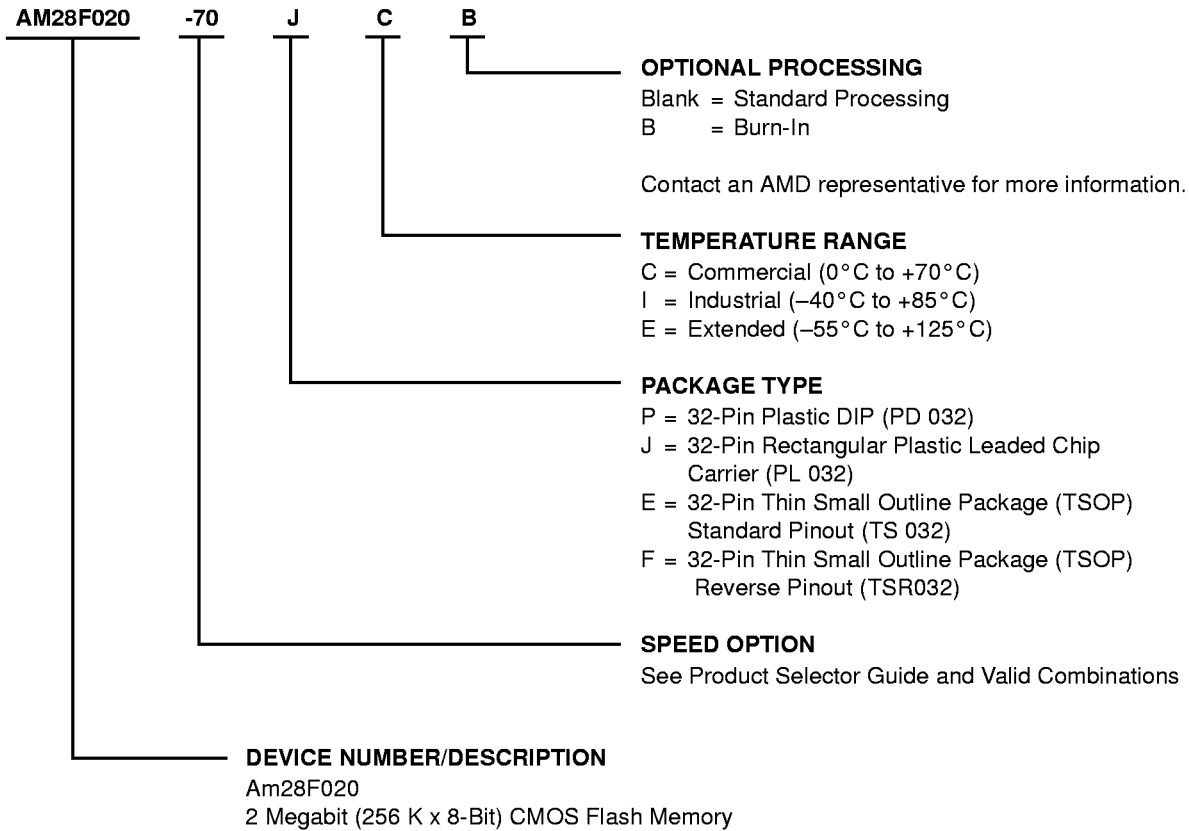 AM28F020 -70 J C B
OPTIONAL PROCESSING
Blank = Standard Processing
B = Burn-In
Contact an AMD representative for more information.
TEMPERATURE RANGE
C = Commercial (0°C to +70°C)
I = Industrial (–40°C to +85°C)
E = Extended (–55°C to +125°C)
PACKAGE TYPE
P = 32-Pin Plastic DIP (PD 032)
J = 32-Pin Rectangular Plastic Leaded Chip
Carrier (PL 032)
E = 32-Pin Thin Small Outline Package (TSOP)
Standard Pinout (TS 032)
F = 32-Pin Thin Small Outline Package (TSOP)
Reverse Pinout (TSR032)
SPEED OPTION
See Product Selector Guide and Valid Combinations
DEVICE NUMBER/DESCRIPTION
Am28F020
2 Megabit (256 K x 8-Bit) CMOS Flash Memory